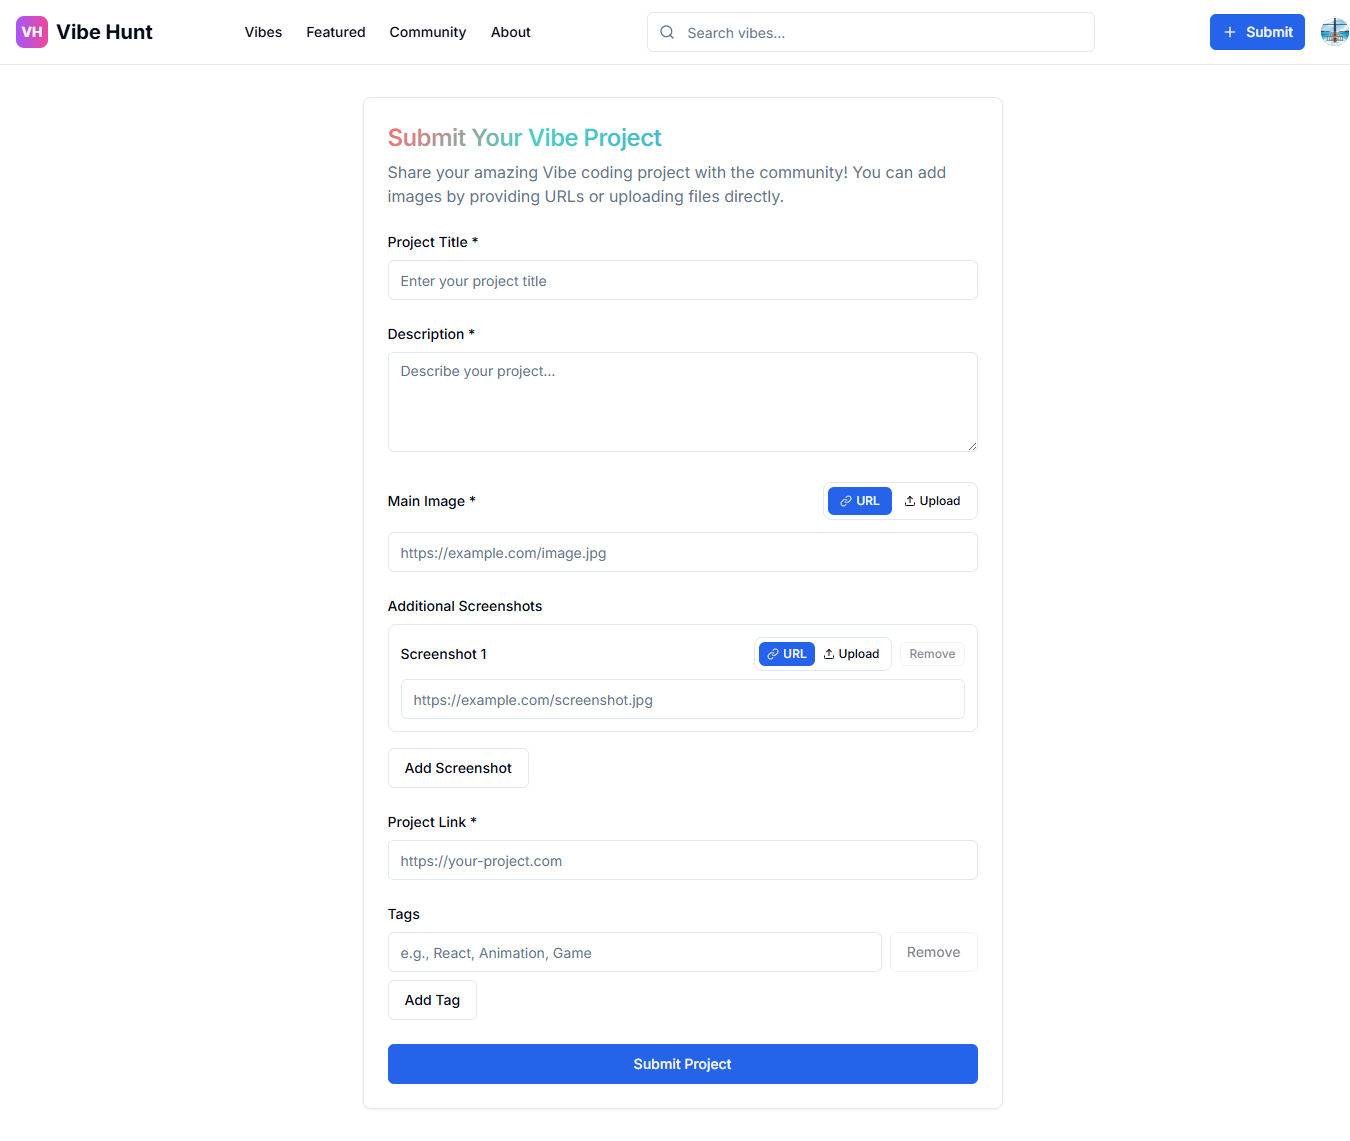 VH Vibe Hunt Vibes Featured Community About Search vibes... Submit
Submit Your Vibe Project
Share your amazing Vibe coding project with the community! You can add
images by providing URLs or uploading files directly.
Project Title *
Enter your project title
Description *
Describe your project...
Main Image * URL Upload
https://example.com/image.jpg
Additional Screenshots
Screenshot 1 URL Upload Remove
https://example.com/screenshot.jpg
Add Screenshot
Project Link *
https://your-project.com
Tags
e.g., React, Animation, Game Remove
Add Tag
Submit Project